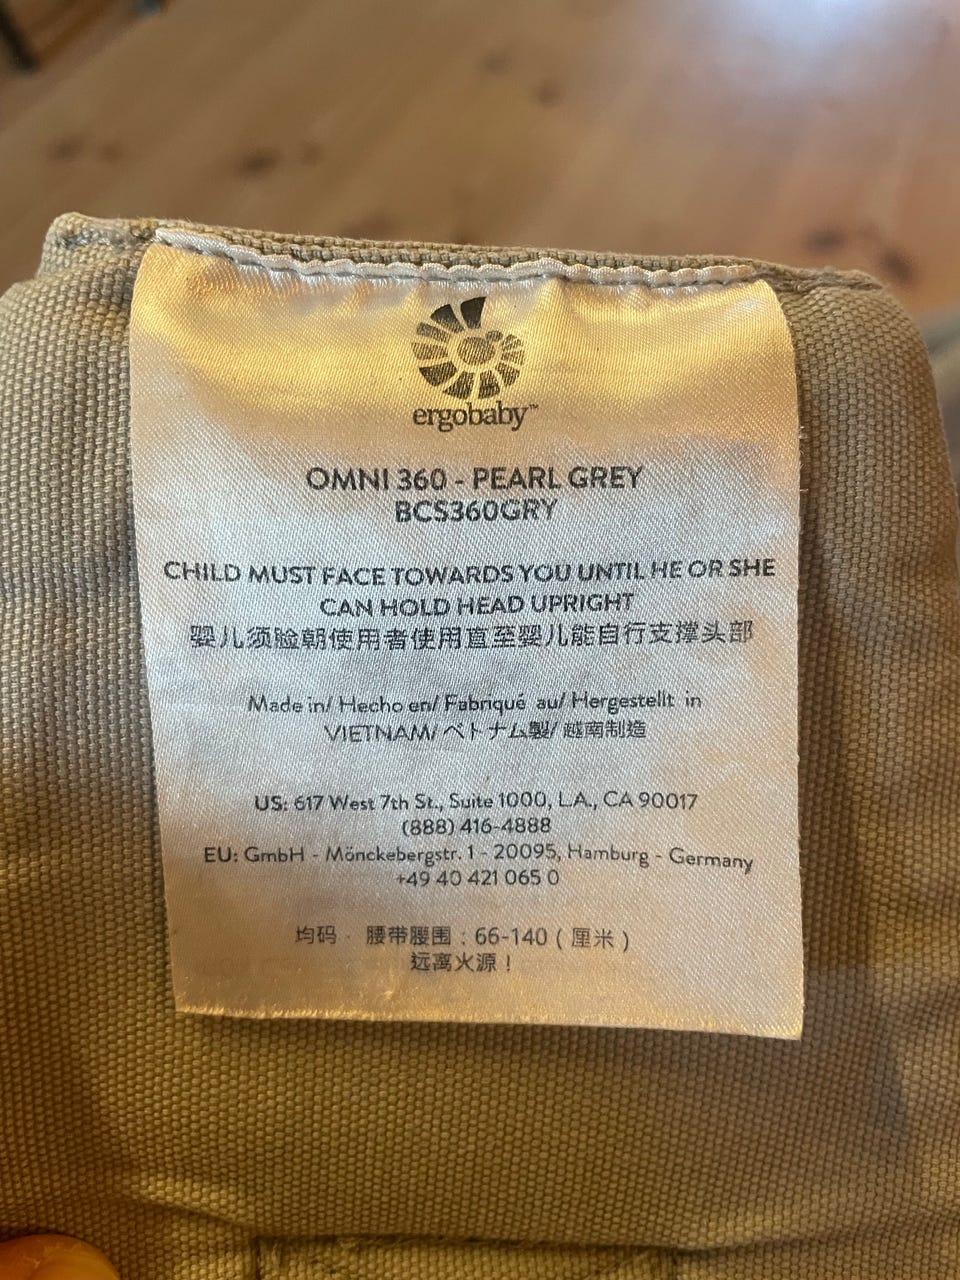 ergobaby™
OMNI 360 - PEARL GREY
BCS360GRY
CHILD MUST FACE TOWARDS YOU UNTIL HE OR SHE
CAN HOLD HEAD UPRIGHT
婴儿须脸朝使用者使用直至婴儿能自行支撑头部
Made in/ Hecho en/ Fabriqué au/ Hergestellt in
VIETNAM/ ベトナム製/ 越南制造
US: 617 West 7th St., Suite 1000, L.A., CA 90017
(888) 416-4888
EU: GmbH - Mönckebergstr. 1 - 20095, Hamburg - Germany
+49 40 421 065 0
均码 · 腰带腰围：66-140（厘米）
远离火源！